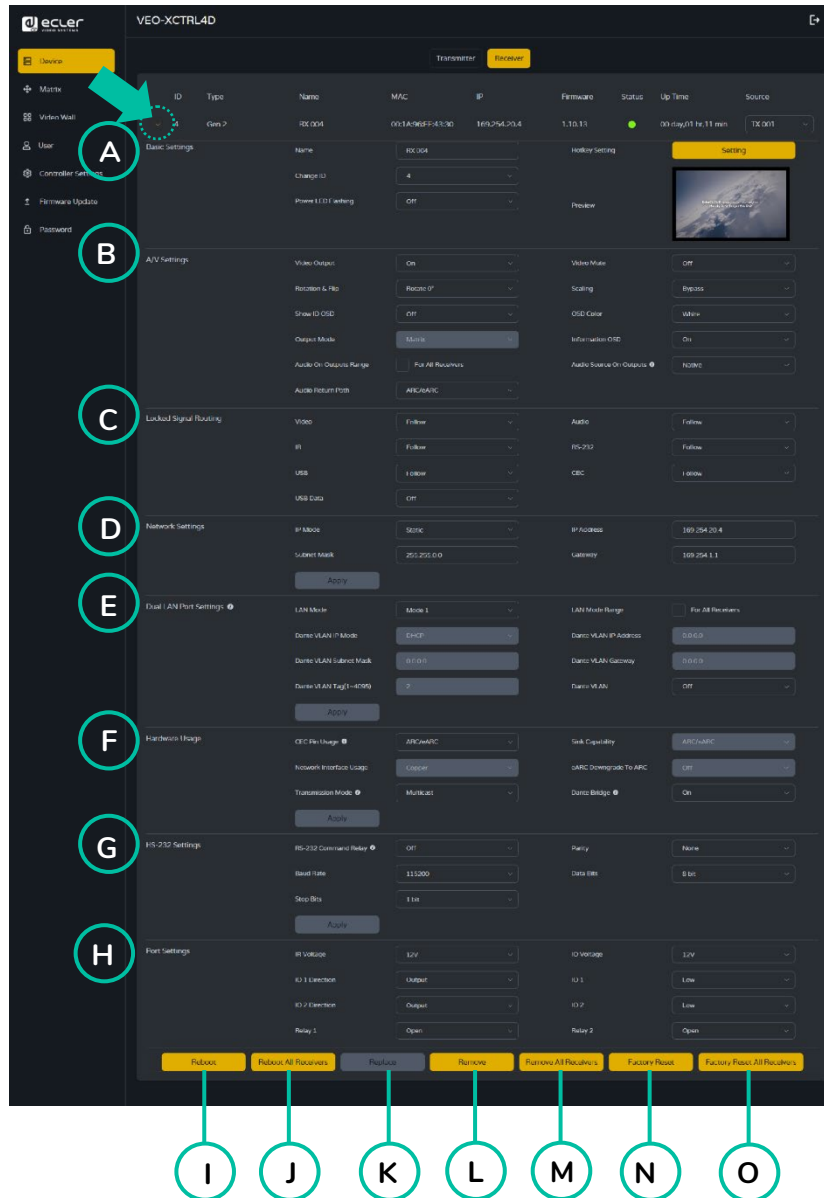 ecler VEO-XCTRL4D
VIDEO SYSTEMS
Device
Transmitter Receiver
Matrix
Video Wall
User
Controller Settings
Firmware Update
Password
ID Type Name MAC IP Firmware Status Up Time Source
4 Gen 2 RX 004 00:1A:96:FF:43:30 169.254.20.4 1.10.13 00 day,01 hr,11 min TX 001
A Basic Settings Name RX 004 Hotkey Setting Setting
Change ID 4
Power LED Flashing Off Preview
B A/V Settings Video Output On Video Mute Off
Rotation & Flip Rotate 0° Scaling Bypass
Show ID OSD Off OSD Color White
Output Mode Matrix Information OSD On
Audio On Outputs Range For All Receivers Audio Source On Outputs Native
Audio Return Path ARC/eARC
C Locked Signal Routing Video Follow Audio Follow
IR Follow RS-232 Follow
USB Follow CEC Follow
USB Data Off
D Network Settings IP Mode Static IP Address 169.254.20.4
Subnet Mask 255.255.0.0 Gateway 169.254.1.1
Apply
E Dual LAN Port Settings LAN Mode Mode 1 LAN Mode Range For All Receivers
Dante VLAN IP Mode DHCP Dante VLAN IP Address 0.0.0.0
Dante VLAN Subnet Mask 0.0.0.0 Dante VLAN Gateway 0.0.0.0
Dante VLAN Tag(1~4095) 2 Dante VLAN Off
Apply
F Hardware Usage CEC Pin Usage ARC/eARC Sink Capability ARC/eARC
Network Interface Usage Copper eARC Downgrade To ARC Off
Transmission Mode Multicast Dante Bridge On
Apply
G RS-232 Settings RS-232 Command Relay Off Parity None
Baud Rate 115200 Data Bits 8 bit
Stop Bits 1 bit
Apply
H Port Settings IR Voltage 12V IO Voltage 12V
IO 1 Direction Output IO 1 Low
IO 2 Direction Output IO 2 Low
Relay 1 Open Relay 2 Open
Reboot Reboot All Receivers Replace Remove Remove All Receivers Factory Reset Factory Reset All Receivers
I J K L M N O